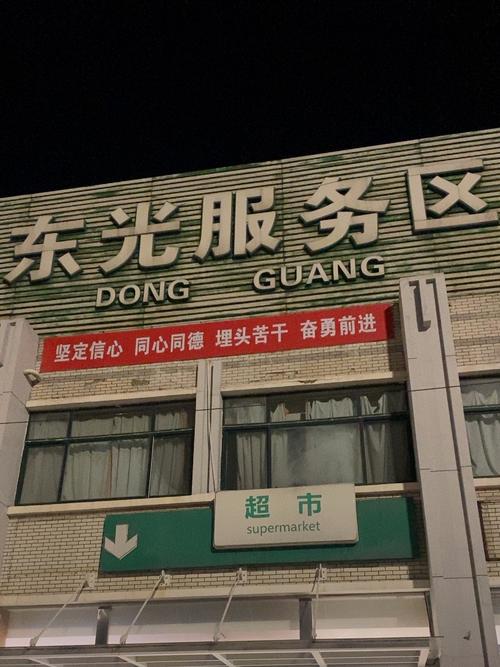 东光服务区
DONG GUANG
坚定信心 同心同德 埋头苦干 奋勇前进
超市
supermarket